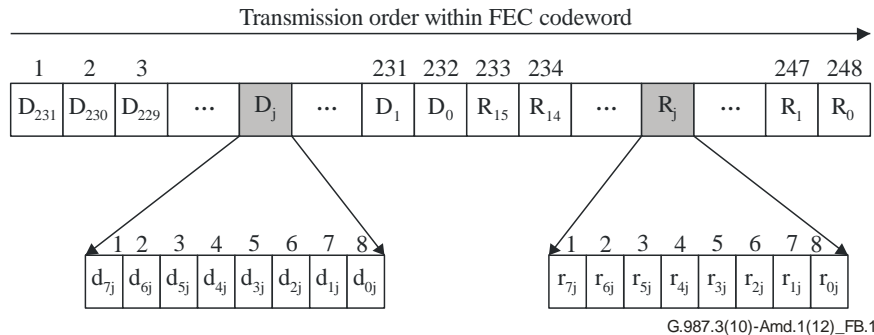 Transmission order within FEC codeword
1 2 3 231 232 233 234 247 248
D₂₃₁ D₂₃₀ D₂₂₉ ... Dⱼ ... D₁ D₀ R₁₅ R₁₄ ... Rⱼ ... R₁ R₀
1 2 3 4 5 6 7 8 1 2 3 4 5 6 7 8
d₇ⱼ d₆ⱼ d₅ⱼ d₄ⱼ d₃ⱼ d₂ⱼ d₁ⱼ d₀ⱼ r₇ⱼ r₆ⱼ r₅ⱼ r₄ⱼ r₃ⱼ r₂ⱼ r₁ⱼ r₀ⱼ
G.987.3(10)-Amd.1(12)_FB.1